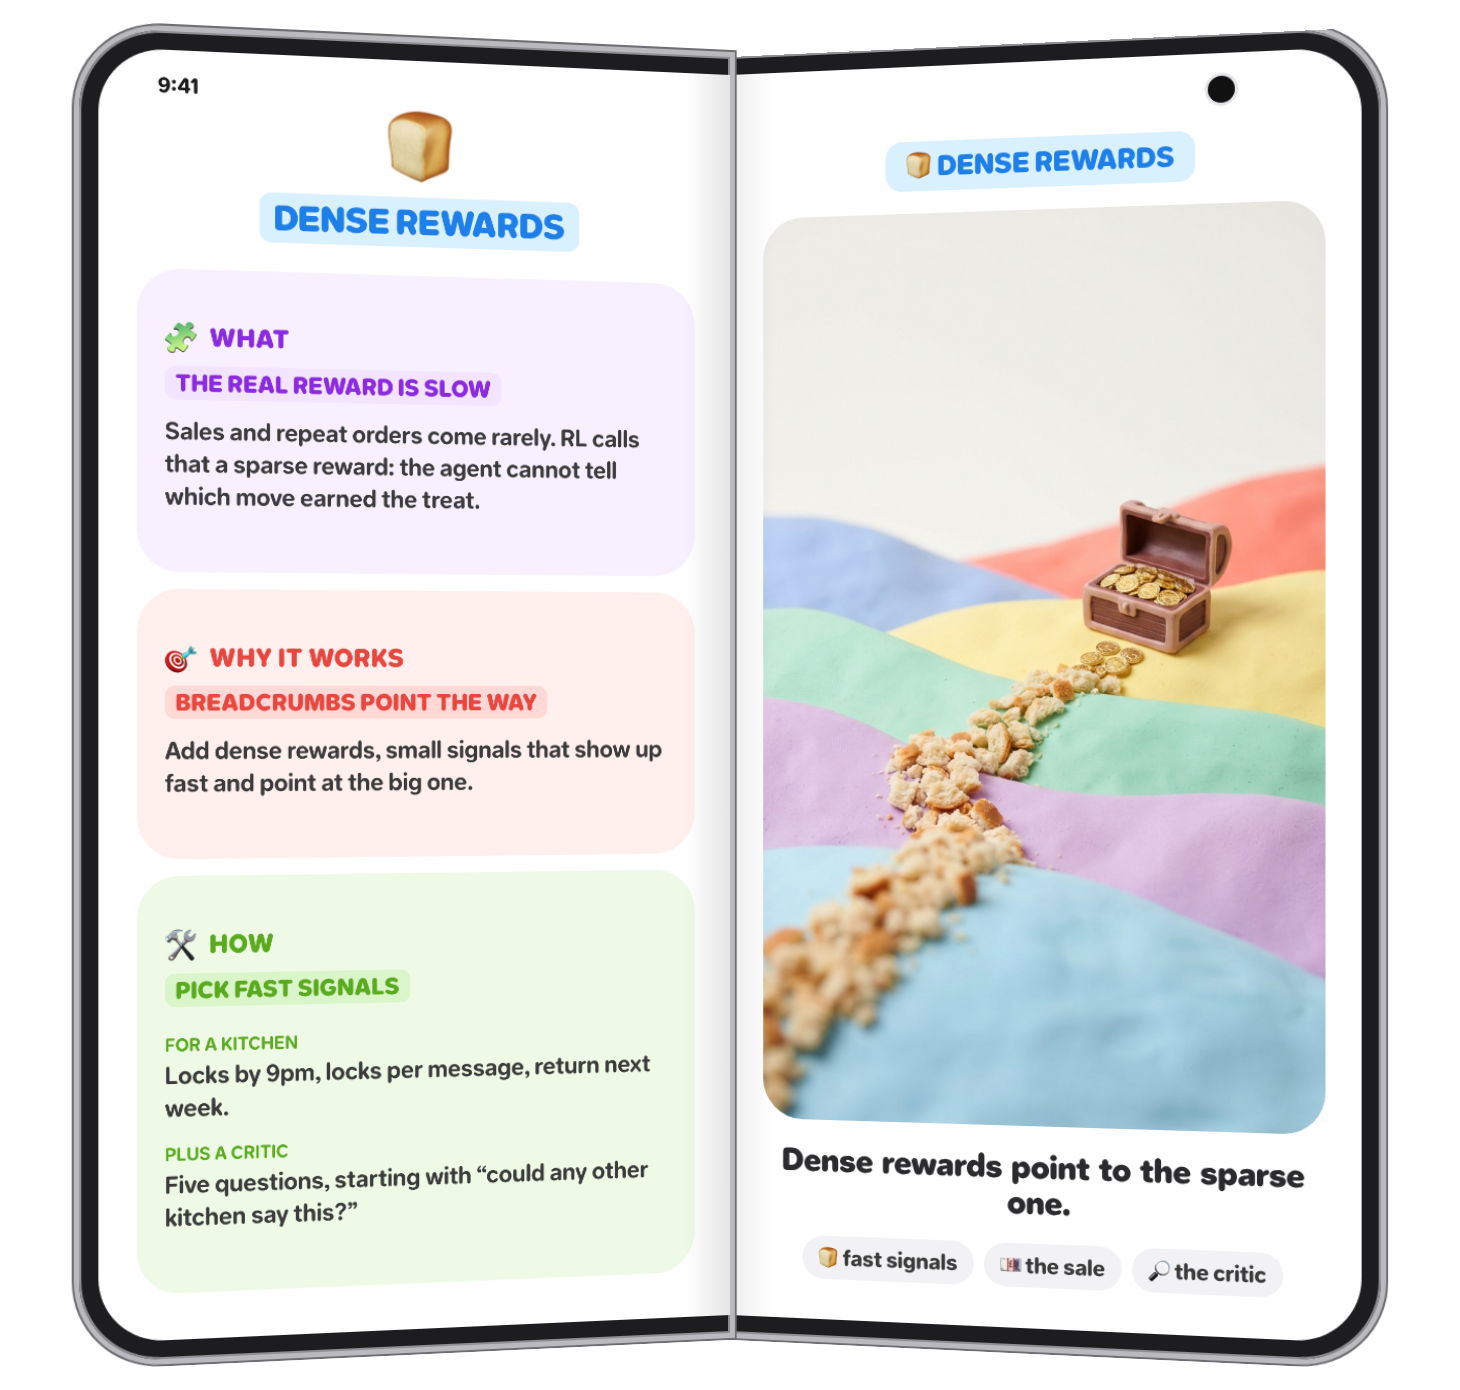 9:41
DENSE REWARDS
WHAT
THE REAL REWARD IS SLOW
Sales and repeat orders come rarely. RL calls
that a sparse reward: the agent cannot tell
which move earned the treat.
WHY IT WORKS
BREADCRUMBS POINT THE WAY
Add dense rewards, small signals that show up
fast and point at the big one.
HOW
PICK FAST SIGNALS
FOR A KITCHEN
Locks by 9pm, locks per message, return next
week.
PLUS A CRITIC
Five questions, starting with “could any other
kitchen say this?”
DENSE REWARDS
Dense rewards point to the sparse
one.
fast signals
the sale
the critic